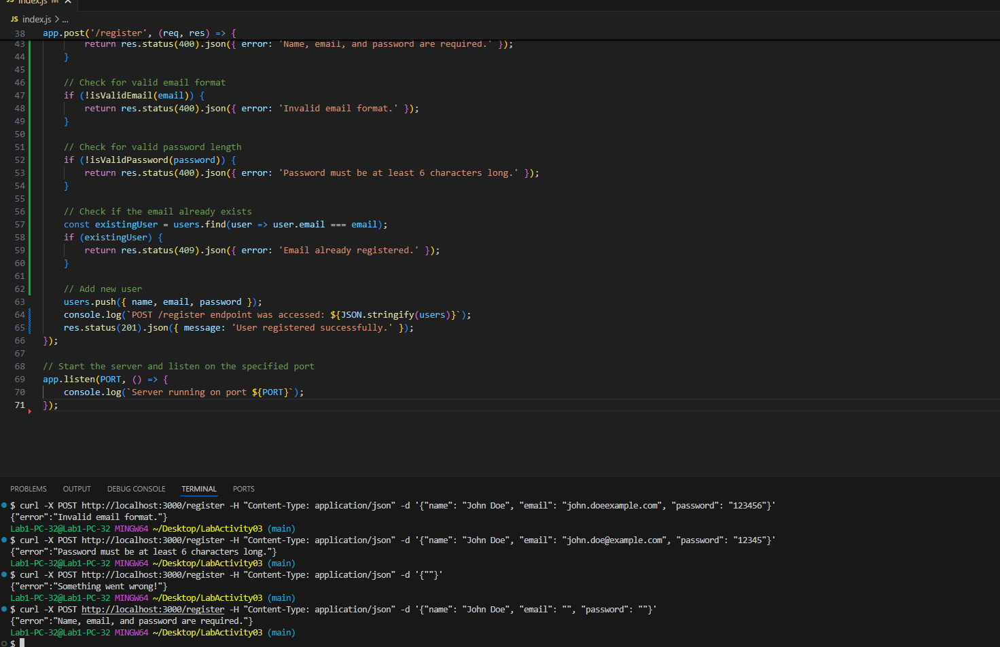 JS index.js M ×
JS index.js > ...
38 app.post('/register', (req, res) => {
43 return res.status(400).json({ error: 'Name, email, and password are required.' });
44 }
45
46 // Check for valid email format
47 if (!isValidEmail(email)) {
48 return res.status(400).json({ error: 'Invalid email format.' });
49 }
50
51 // Check for valid password length
52 if (!isValidPassword(password)) {
53 return res.status(400).json({ error: 'Password must be at least 6 characters long.' });
54 }
55
56 // Check if the email already exists
57 const existingUser = users.find(user => user.email === email);
58 if (existingUser) {
59 return res.status(409).json({ error: 'Email already registered.' });
60 }
61
62 // Add new user
63 users.push({ name, email, password });
64 console.log(`POST /register endpoint was accessed: ${JSON.stringify(users)}`);
65 res.status(201).json({ message: 'User registered successfully.' });
66 });
67
68 // Start the server and listen on the specified port
69 app.listen(PORT, () => {
70 console.log(`Server running on port ${PORT}`);
71 });
PROBLEMS OUTPUT DEBUG CONSOLE TERMINAL PORTS
$ curl -X POST http://localhost:3000/register -H "Content-Type: application/json" -d '{"name": "John Doe", "email": "john.doeexample.com", "password": "123456"}'
{"error":"Invalid email format."}
Lab1-PC-32@Lab1-PC-32 MINGW64 ~/Desktop/LabActivity03 (main)
$ curl -X POST http://localhost:3000/register -H "Content-Type: application/json" -d '{"name": "John Doe", "email": "john.doe@example.com", "password": "12345"}'
{"error":"Password must be at least 6 characters long."}
Lab1-PC-32@Lab1-PC-32 MINGW64 ~/Desktop/LabActivity03 (main)
$ curl -X POST http://localhost:3000/register -H "Content-Type: application/json" -d '{""}'
{"error":"Something went wrong!"}
Lab1-PC-32@Lab1-PC-32 MINGW64 ~/Desktop/LabActivity03 (main)
$ curl -X POST http://localhost:3000/register -H "Content-Type: application/json" -d '{"name": "John Doe", "email": "", "password": ""}'
{"error":"Name, email, and password are required."}
Lab1-PC-32@Lab1-PC-32 MINGW64 ~/Desktop/LabActivity03 (main)
$